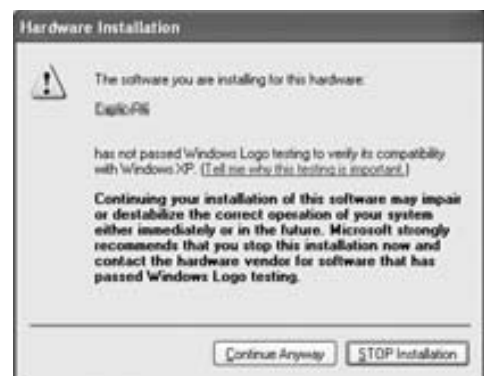 Hardware Installation
The software you are installing for this hardware:
has not passed Windows Logo testing to verify its compatibility
with Windows XP. (Tell me why this testing is important.)
Continuing your installation of this software may impair
or destabilize the correct operation of your system
either immediately or in the future. Microsoft strongly
recommends that you stop this installation now and
contact the hardware vendor for software that has
passed Windows Logo testing.
Continue Anyway
STOP Installation